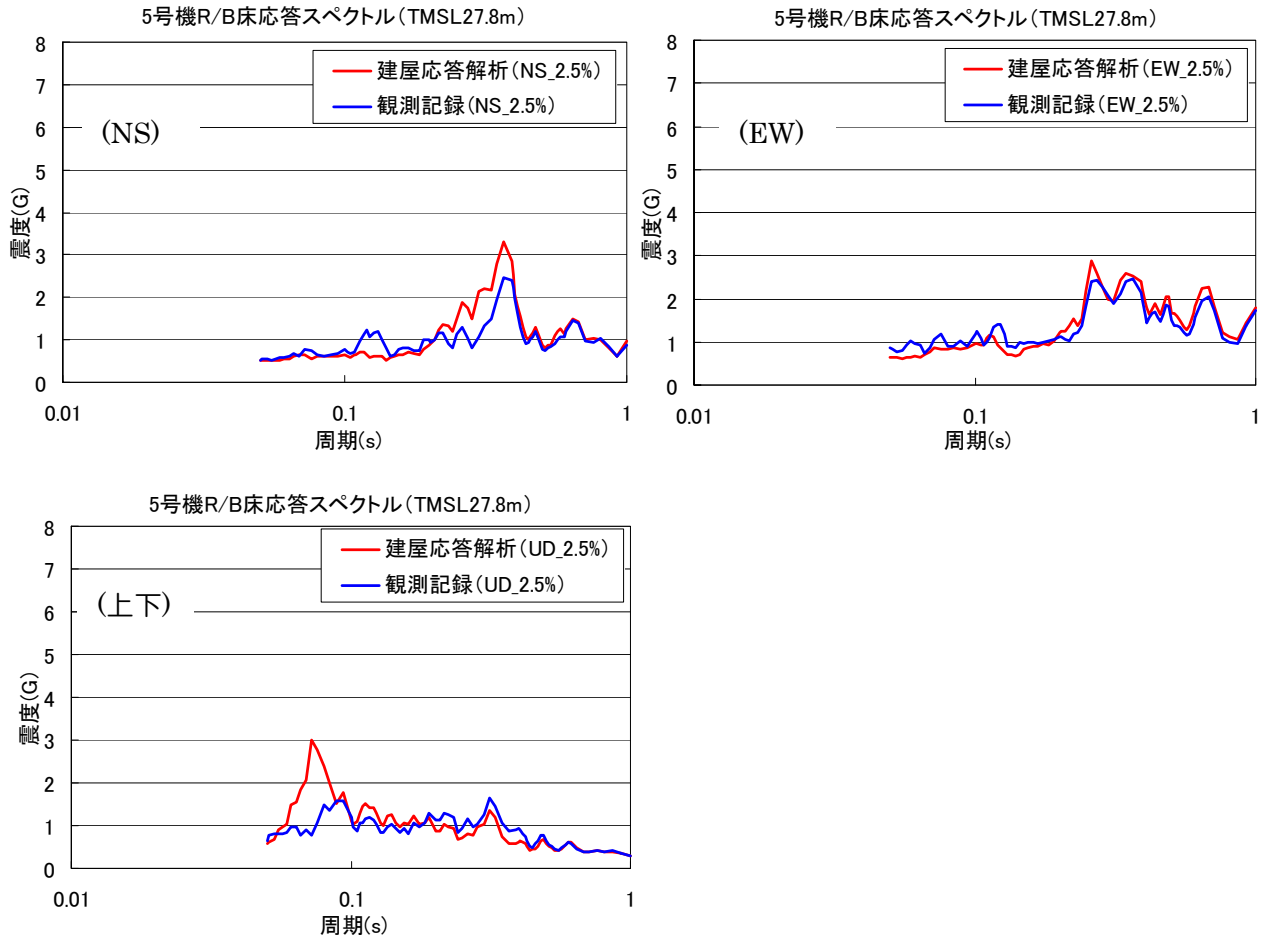 5号機R/B床応答スペクトル(TMSL27.8m)
8
7
6
5
4
3
2
1
0
震度(G)
建屋応答解析(NS_2.5%)
観測記録(NS_2.5%)
(NS)
0.01
0.1
1
周期(s)
5号機R/B床応答スペクトル(TMSL27.8m)
8
7
6
5
4
3
2
1
0
震度(G)
建屋応答解析(EW_2.5%)
観測記録(EW_2.5%)
(EW)
0.01
0.1
1
周期(s)
5号機R/B床応答スペクトル(TMSL27.8m)
8
7
6
5
4
3
2
1
0
震度(G)
建屋応答解析(UD_2.5%)
観測記録(UD_2.5%)
(上下)
0.01
0.1
1
周期(s)